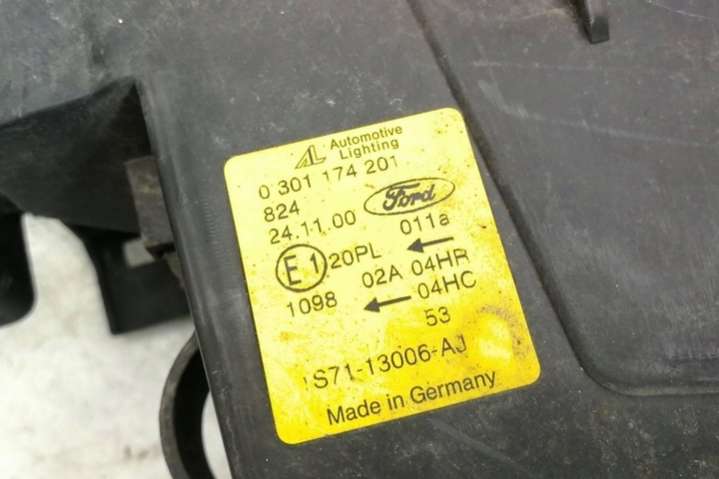 AL Automotive
Lighting
0 301 174 201
824
24.11.00 Ford
011a
E1 20PL ←
02A 04HR
1098 ← 04HC
53
1S71-13006-AJ
Made in Germany